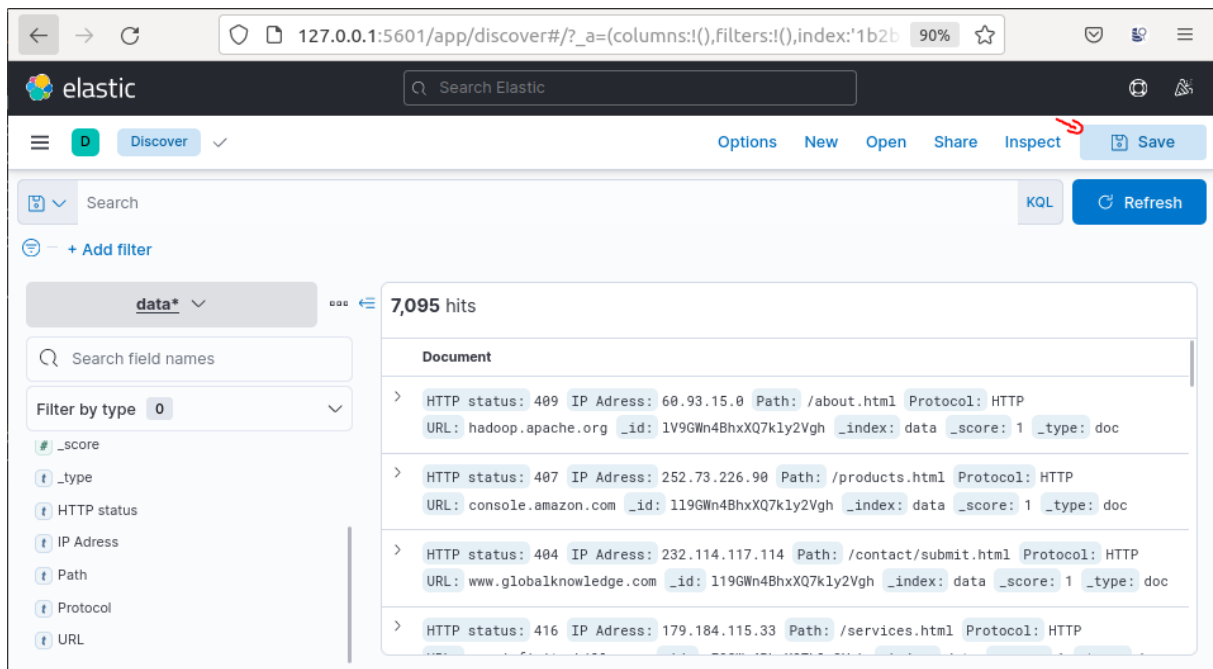 127.0.0.1:5601/app/discover#/?_a=(columns:!(),filters:!(),index:'1b2b 90%
elastic Search Elastic
D Discover Options New Open Share Inspect Save
Search KQL Refresh
+ Add filter
data*
7,095 hits
Search field names
Document
Filter by type 0
HTTP status: 409 IP Adress: 60.93.15.0 Path: /about.html Protocol: HTTP
URL: hadoop.apache.org _id: lV9GWn4BhxXQ7kly2Vgh _index: data _score: 1 _type: doc
# _score
t _type
HTTP status: 407 IP Adress: 252.73.226.90 Path: /products.html Protocol: HTTP
URL: console.amazon.com _id: ll9GWn4BhxXQ7kly2Vgh _index: data _score: 1 _type: doc
t HTTP status
t IP Adress
HTTP status: 404 IP Adress: 232.114.117.114 Path: /contact/submit.html Protocol: HTTP
URL: www.globalknowledge.com _id: l19GWn4BhxXQ7kly2Vgh _index: data _score: 1 _type: doc
t Path
t Protocol
t URL
HTTP status: 416 IP Adress: 179.184.115.33 Path: /services.html Protocol: HTTP